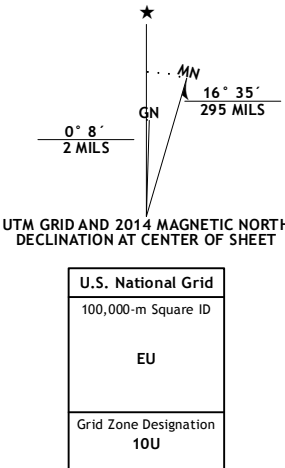 ★
MN
GN
16° 35´
295 MILS
0° 8´
2 MILS
UTM GRID AND 2014 MAGNETIC NORTH
DECLINATION AT CENTER OF SHEET
U.S. National Grid
100,000-m Square ID
EU
Grid Zone Designation
10U